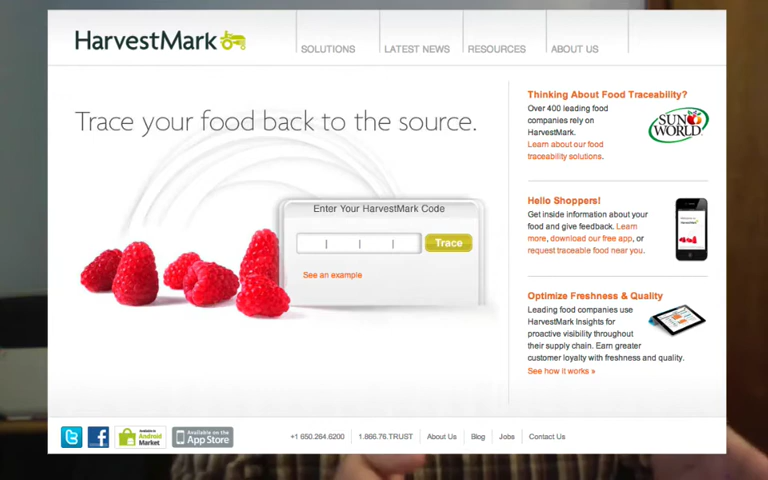 HarvestMark
SOLUTIONS
LATEST NEWS
RESOURCES
ABOUT US
Trace your food back to the source.
Enter Your HarvestMark Code
Trace
See an example
Thinking About Food Traceability?
Over 400 leading food
companies rely on
HarvestMark.
Learn about our food
traceability solutions.
SUN
WORLD
Hello Shoppers!
Get inside information about your
food and give feedback. Learn
more, download our free app, or
request traceable food near you.
Optimize Freshness & Quality
Leading food companies use
HarvestMark Insights for
proactive visibility throughout
their supply chain. Earn greater
customer loyalty with freshness and quality.
See how it works »
Available in
Android
Market
Available on the
App Store
+1 650.264.6200
1.866.76.TRUST
About Us
Blog
Jobs
Contact Us